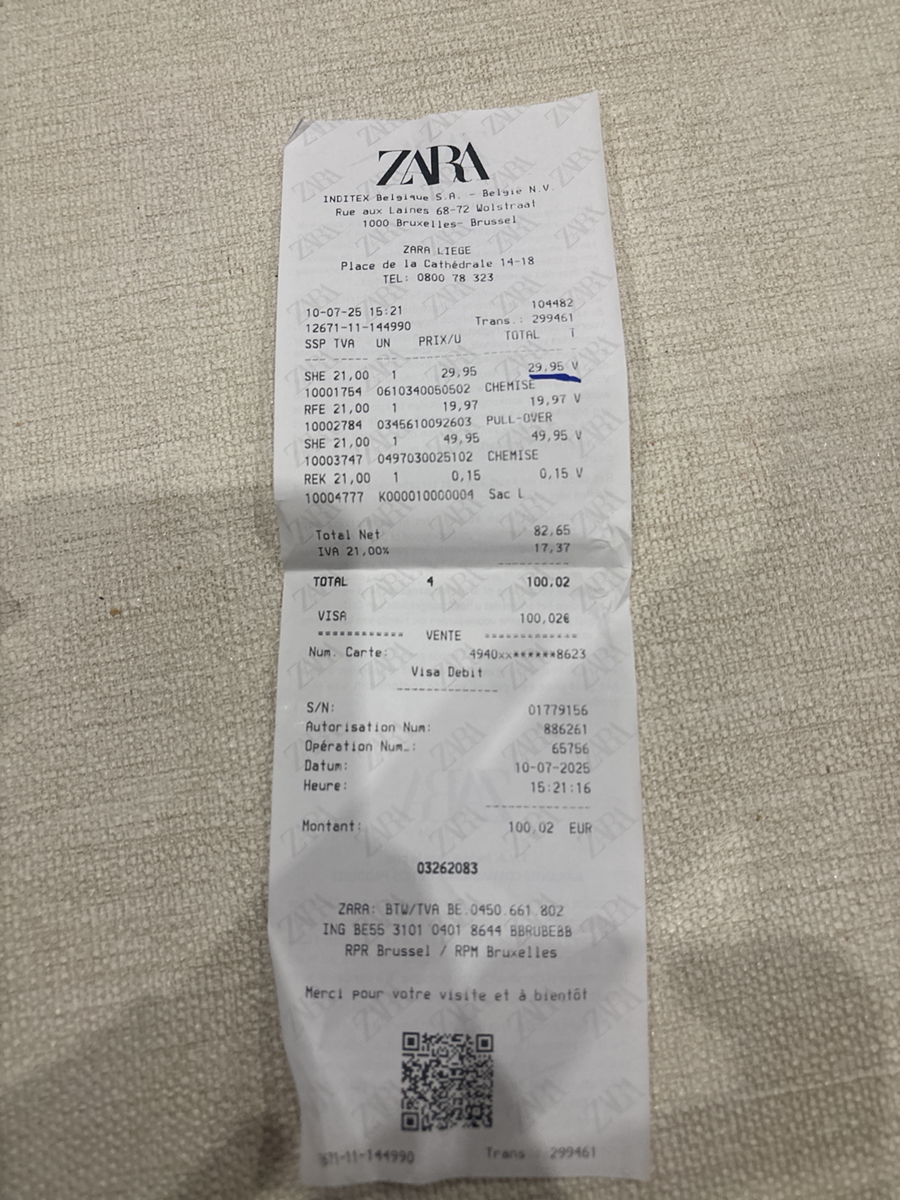 ZARA
INDITEX Belgique S.A. - Belgïe N.V.
Rue aux Laines 68-72 Wolstraat
1000 Bruxelles- Brussel
ZARA LIEGE
Place de la Cathédrale 14-18
TEL: 0800 78 323
10-07-25 15:21 104482
12671-11-144990 Trans.: 299461
SSP TVA UN PRIX/U TOTAL T
SHE 21,00 1 29,95 29,95 V
10001754 0610340050502 CHEMISE
RFE 21,00 1 19,97 19,97 V
10002784 0345610092603 PULL-OVER
SHE 21,00 1 49,95 49,95 V
10003747 0497030025102 CHEMISE
REK 21,00 1 0,15 0,15 V
10004777 K000010000004 Sac L
Total Net 82,65
IVA 21,00% 17,37
TOTAL 4 100,02
VISA 100,02€
============ VENTE =============
Num. Carte: 4940xx******8623
Visa Debit
S/N: 01779156
Autorisation Num: 886261
Opération Num.: 65756
Datum: 10-07-2025
Heure: 15:21:16
Montant: 100,02 EUR
03262083
ZARA: BTW/TVA BE.0450.661 802
ING BE55 3101 0401 8644 BBRUBEBB
RPR Brussel / RPM Bruxelles
Merci pour votre visite et à bientôt
671-11-144990 Trans.: 299461